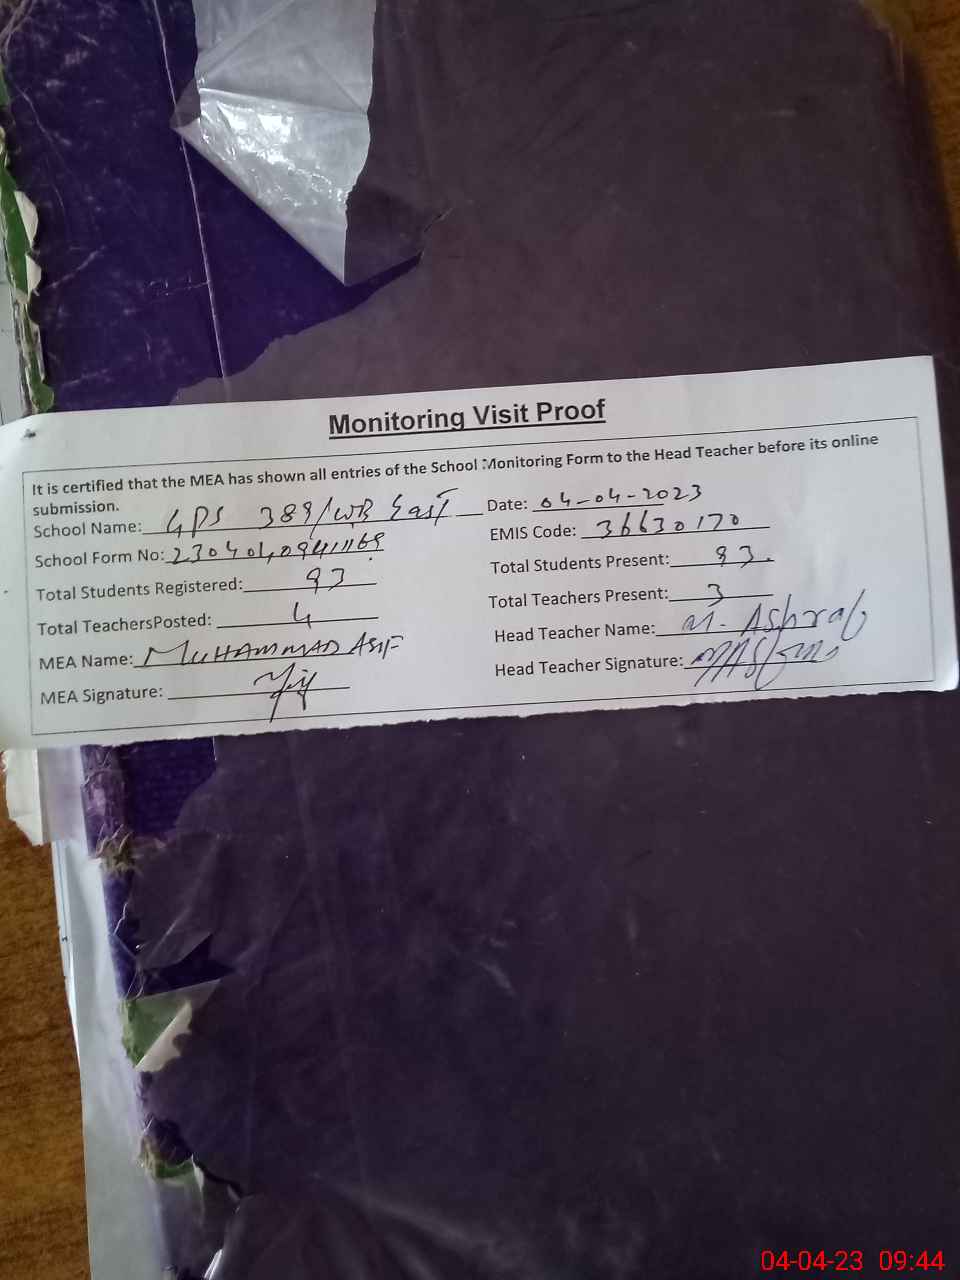 Monitoring Visit Proof
It is certified that the MEA has shown all entries of the School Monitoring Form to the Head Teacher before its online
submission.
School Name: GPS 389/WB East Date: 04-04-2023
School Form No: EMIS Code: 36630170
Total Students Registered: 93 Total Students Present: 93.
Total TeachersPosted: 4 Total Teachers Present: 3
MEA Name: MUHAMMAD ASIF Head Teacher Name: M. Ashraf
MEA Signature: Head Teacher Signature:
04-04-23 09:44